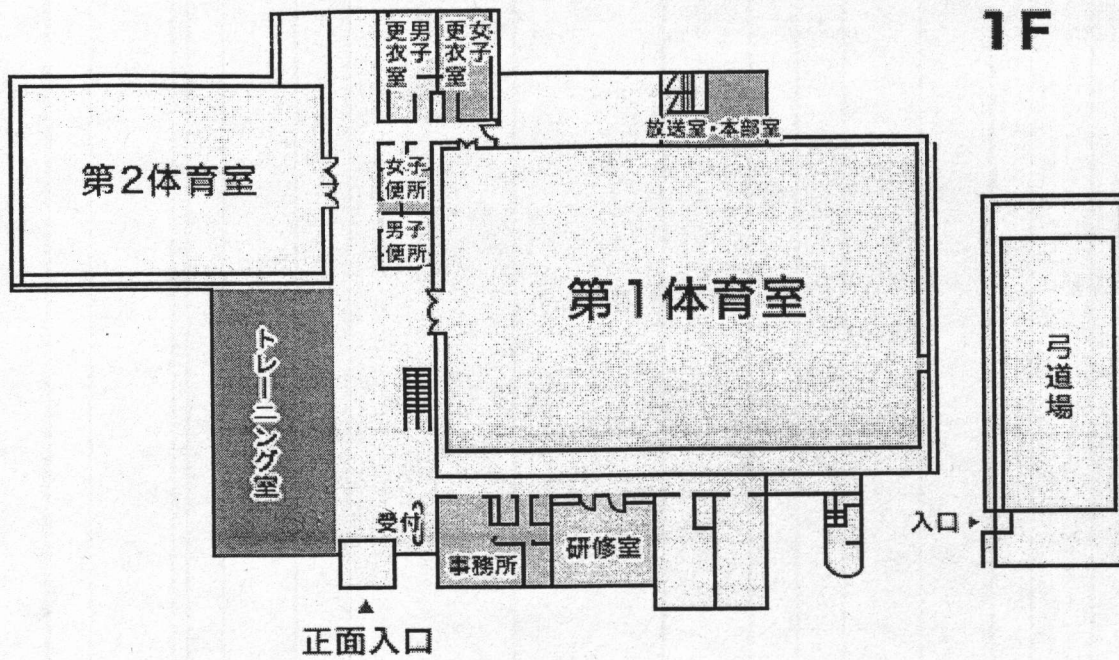 1F
男子
更衣室
女子
更衣室
放送室・本部室
第2体育室
女子
便所
男子
便所
第1体育室
トレーニング室
弓道場
受付
入口
事務所
研修室
正面入口